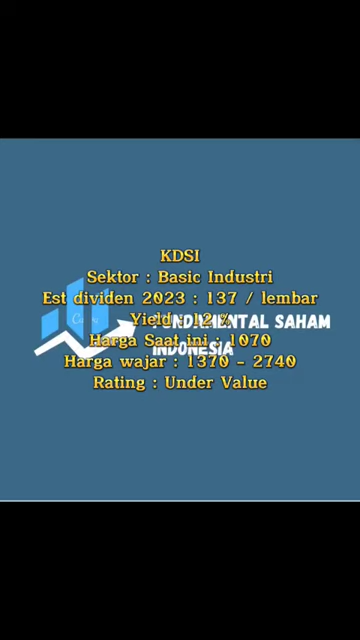 KDSI
Sektor : Basic Industri
Est dividen 2023 : 137 / lembar
Yield : 12 %
FUNDAMENTAL SAHAM
Harga Saat ini : 1070
INDONESIA
Harga wajar : 1370 - 2740
Rating : Under Value